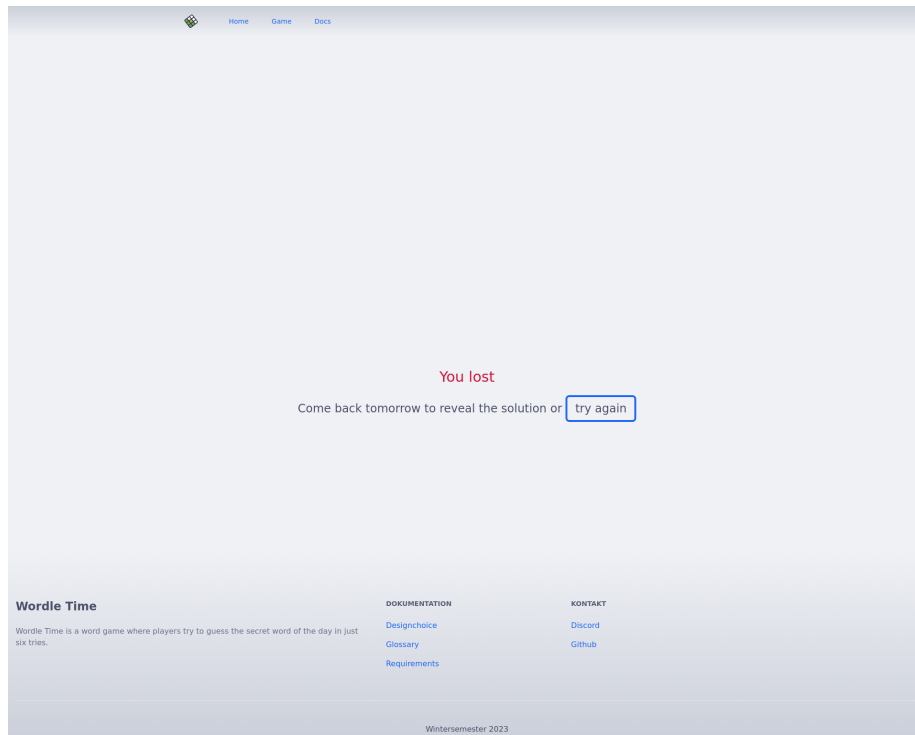 Home Game Docs
You lost
Come back tomorrow to reveal the solution or try again
Wordle Time
Wordle Time is a word game where players try to guess the secret word of the day in just
six tries.
DOKUMENTATION
Designchoice
Glossary
Requirements
KONTAKT
Discord
Github
Wintersemester 2023